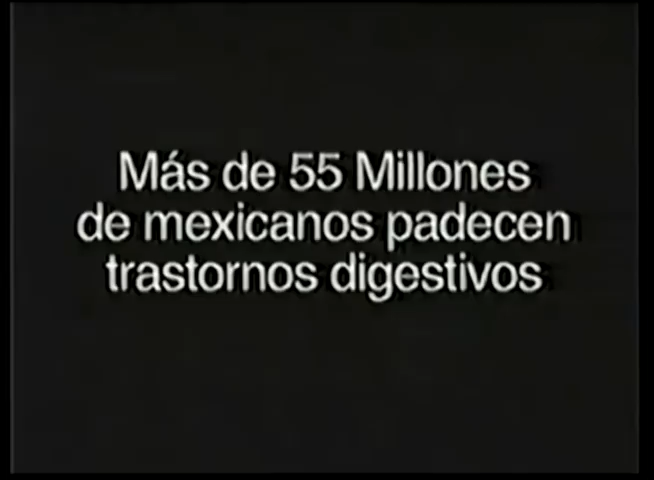 Más de 55 Millones
de mexicanos padecen
trastornos digestivos